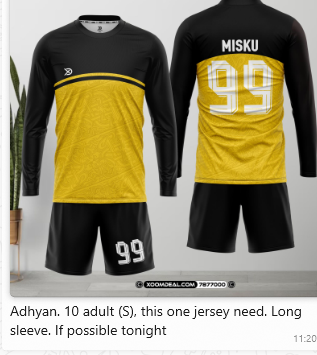 MISKU
99
99
XOOMDEAL.COM 7877000
Adhyan. 10 adult (S), this one jersey need. Long
sleeve. If possible tonight
11:20